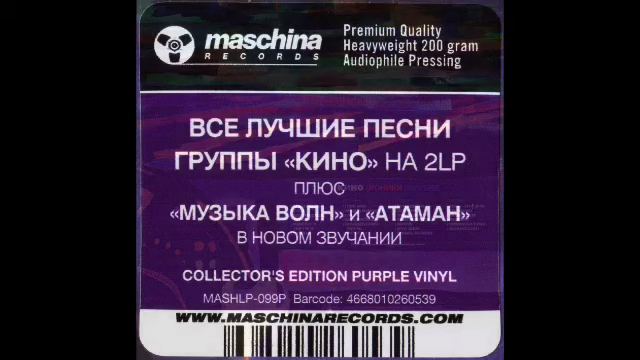 maschina
RECORDS
Premium Quality
Heavyweight 200 gram
Audiophile Pressing
ВСЕ ЛУЧШИЕ ПЕСНИ
ГРУППЫ «КИНО» НА 2LP
ПЛЮС
«МУЗЫКА ВОЛН» и «АТАМАН»
В НОВОМ ЗВУЧАНИИ
COLLECTOR'S EDITION PURPLE VINYL
MASHLP-099P Barcode: 4668010260539
WWW.MASCHINARECORDS.COM